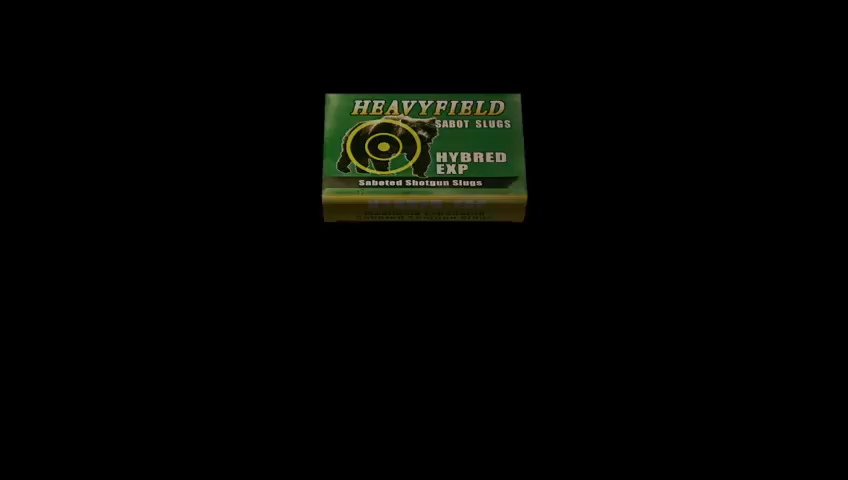 HEAVYFIELD
SABOT SLUGS
HYBRED
EXP
Saboted Shotgun Slugs